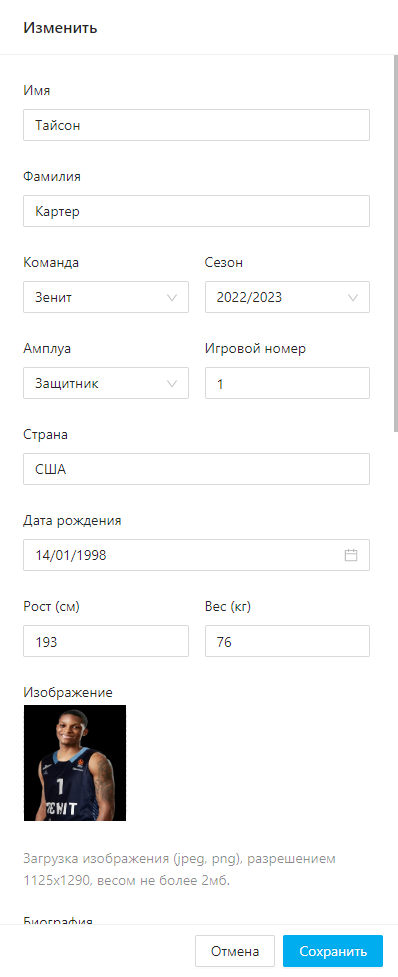 Изменить
Имя
Тайсон
Фамилия
Картер
Команда Сезон
Зенит 2022/2023
Амплуа Игровой номер
Защитник 1
Страна
США
Дата рождения
14/01/1998
Рост (см) Вес (кг)
193 76
Изображение
1
ZENIT
Загрузка изображения (jpeg, png), разрешением
1125x1290, весом не более 2мб.
Биография
Отмена Сохранить